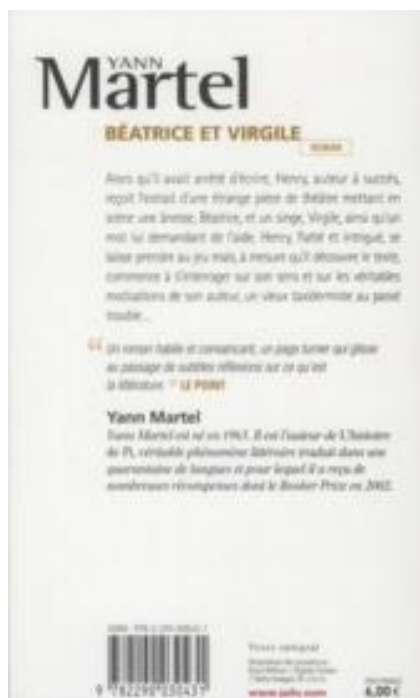 YANN
Martel
BÉATRICE ET VIRGILE
ROMAN
Alors qu'il avait arrêté d'écrire, Henry, auteur à succès,
reçoit l'extrait d'une étrange pièce de théâtre mettant en
scène une ânesse, Béatrice, et un singe, Virgile, ainsi qu'un
mot lui demandant de l'aide. Henry, flatté et intrigué, se
laisse prendre au jeu mais, à mesure qu'il découvre le texte,
commence à s'interroger sur son sens et sur les véritables
motivations de son auteur, un vieux taxidermiste au passé
trouble...
“ Un roman habile et convaincant, un page turner qui glisse
au passage de subtiles réflexions sur ce qu'est
la littérature. ” LE POINT
Yann Martel
Yann Martel est né en 1963. Il est l'auteur de L'histoire
de Pi, véritable phénomène littéraire traduit dans une
quarantaine de langues et pour lequel il a reçu de
nombreuses récompenses dont le Booker Prize en 2002.
Texte intégral
www.jailu.com
6,00 €
9 782290 030431